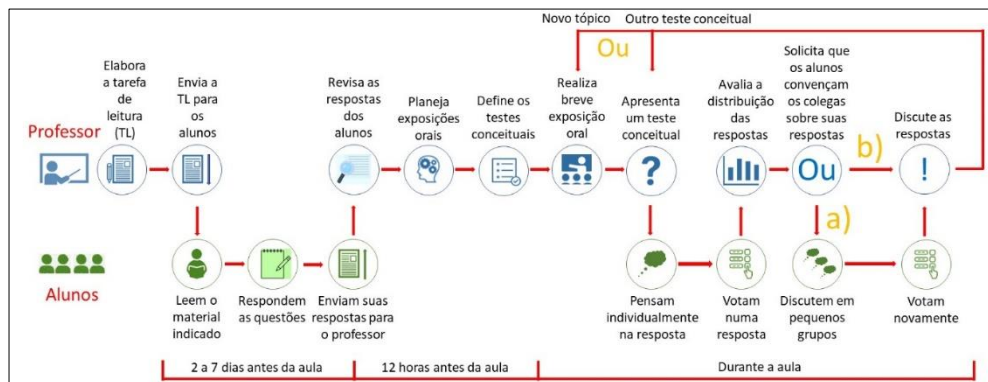 Novo tópico
Outro teste conceitual
Ou
Elabora
a tarefa
de
leitura
(TL)
Envia a TL para
os
alunos
Revisa as
respostas
dos
alunos
Planeja
exposições
orais
Define os
testes
conceituais
Realiza
breve
exposição
oral
Apresenta
um teste
conceitual
Avalia a
distribuição
das
respostas
Solicita que
os alunos
convençam
os colegas
sobre suas
respostas
Discute as
respostas
Professor
?
Ou
b)
!
a)
Alunos
Leem o
material
indicado
Respondem
as questões
Enviam suas
respostas para
o professor
Pensam
individualmente
na resposta
Votam
numa
resposta
Discutem em
pequenos
grupos
Votam
novamente
2 a 7 dias antes da aula
12 horas antes da aula
Durante a aula